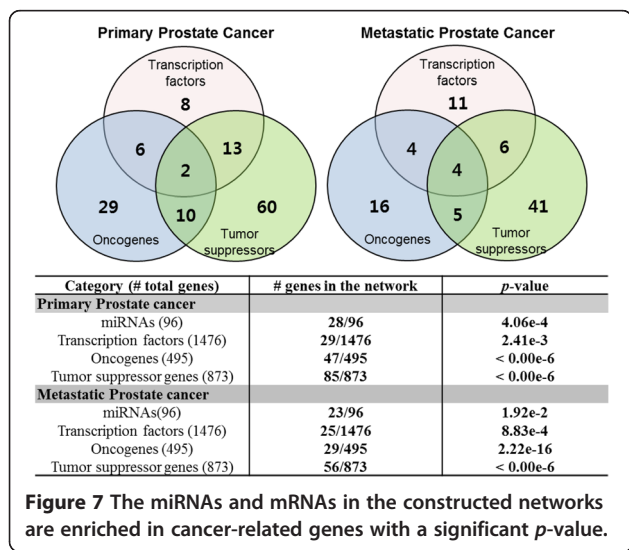 Primary Prostate Cancer
Transcription
factors
8
6
13
2
29
10
60
Oncogenes
Tumor
suppressors
Metastatic Prostate Cancer
Transcription
factors
11
4
6
4
16
5
41
Oncogenes
Tumor
suppressors
Category (# total genes) # genes in the network p-value
Primary Prostate cancer
miRNAs (96) 28/96 4.06e-4
Transcription factors (1476) 29/1476 2.41e-3
Oncogenes (495) 47/495 < 0.00e-6
Tumor suppressor genes (873) 85/873 < 0.00e-6
Metastatic Prostate cancer
miRNAs(96) 23/96 1.92e-2
Transcription factors (1476) 25/1476 8.83e-4
Oncogenes (495) 29/495 2.22e-16
Tumor suppressor genes (873) 56/873 < 0.00e-6
Figure 7 The miRNAs and mRNAs in the constructed networks
are enriched in cancer-related genes with a significant p-value.